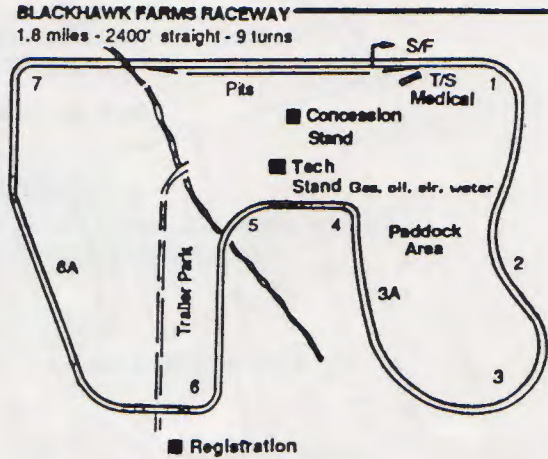 BLACKHAWK FARMS RACEWAY
1.8 miles - 2400' straight - 9 turns
S/F
7
Pits
T/S
Medical
1
Concession
Stand
Tech
Stand Gas, oil, air, water
5
4
Paddock
Area
2
6A
Trailer Park
3A
3
6
Registration